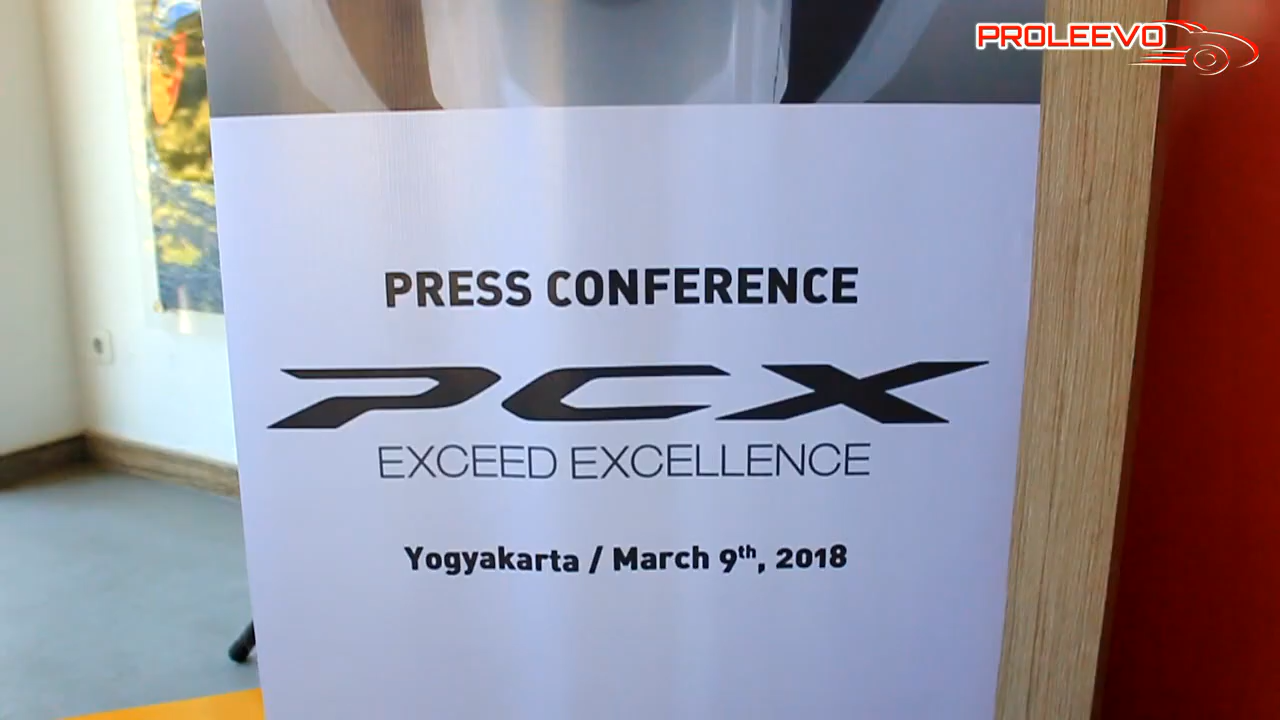 PROLEEVO
PRESS CONFERENCE
PCX
EXCEED EXCELLENCE
Yogyakarta / March 9th, 2018